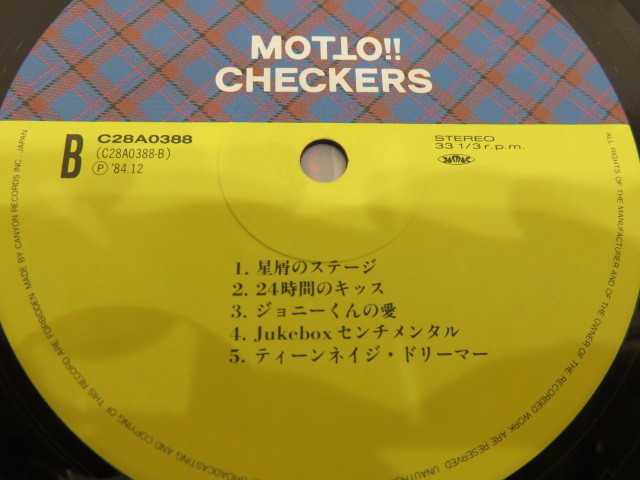 MOTTO!!
CHECKERS
B
C28A0388
(C28A0388-B)
Ⓟ '84.12
STEREO
33 1/3 r.p.m.
JASRAC
1. 星屑のステージ
2. 24時間のキッス
3. ジョニーくんの愛
4. Jukebox センチメンタル
5. ティーンネイジ・ドリーマー
ALL RIGHTS OF THE MANUFACTURER AND OF THE OWNER OF THE RECORDED WORK ARE RESERVED. UNAU
BROADCASTING AND COPYING OF THIS RECORD ARE FORBIDDEN MADE BY CANYON RECORDS INC. JAPAN